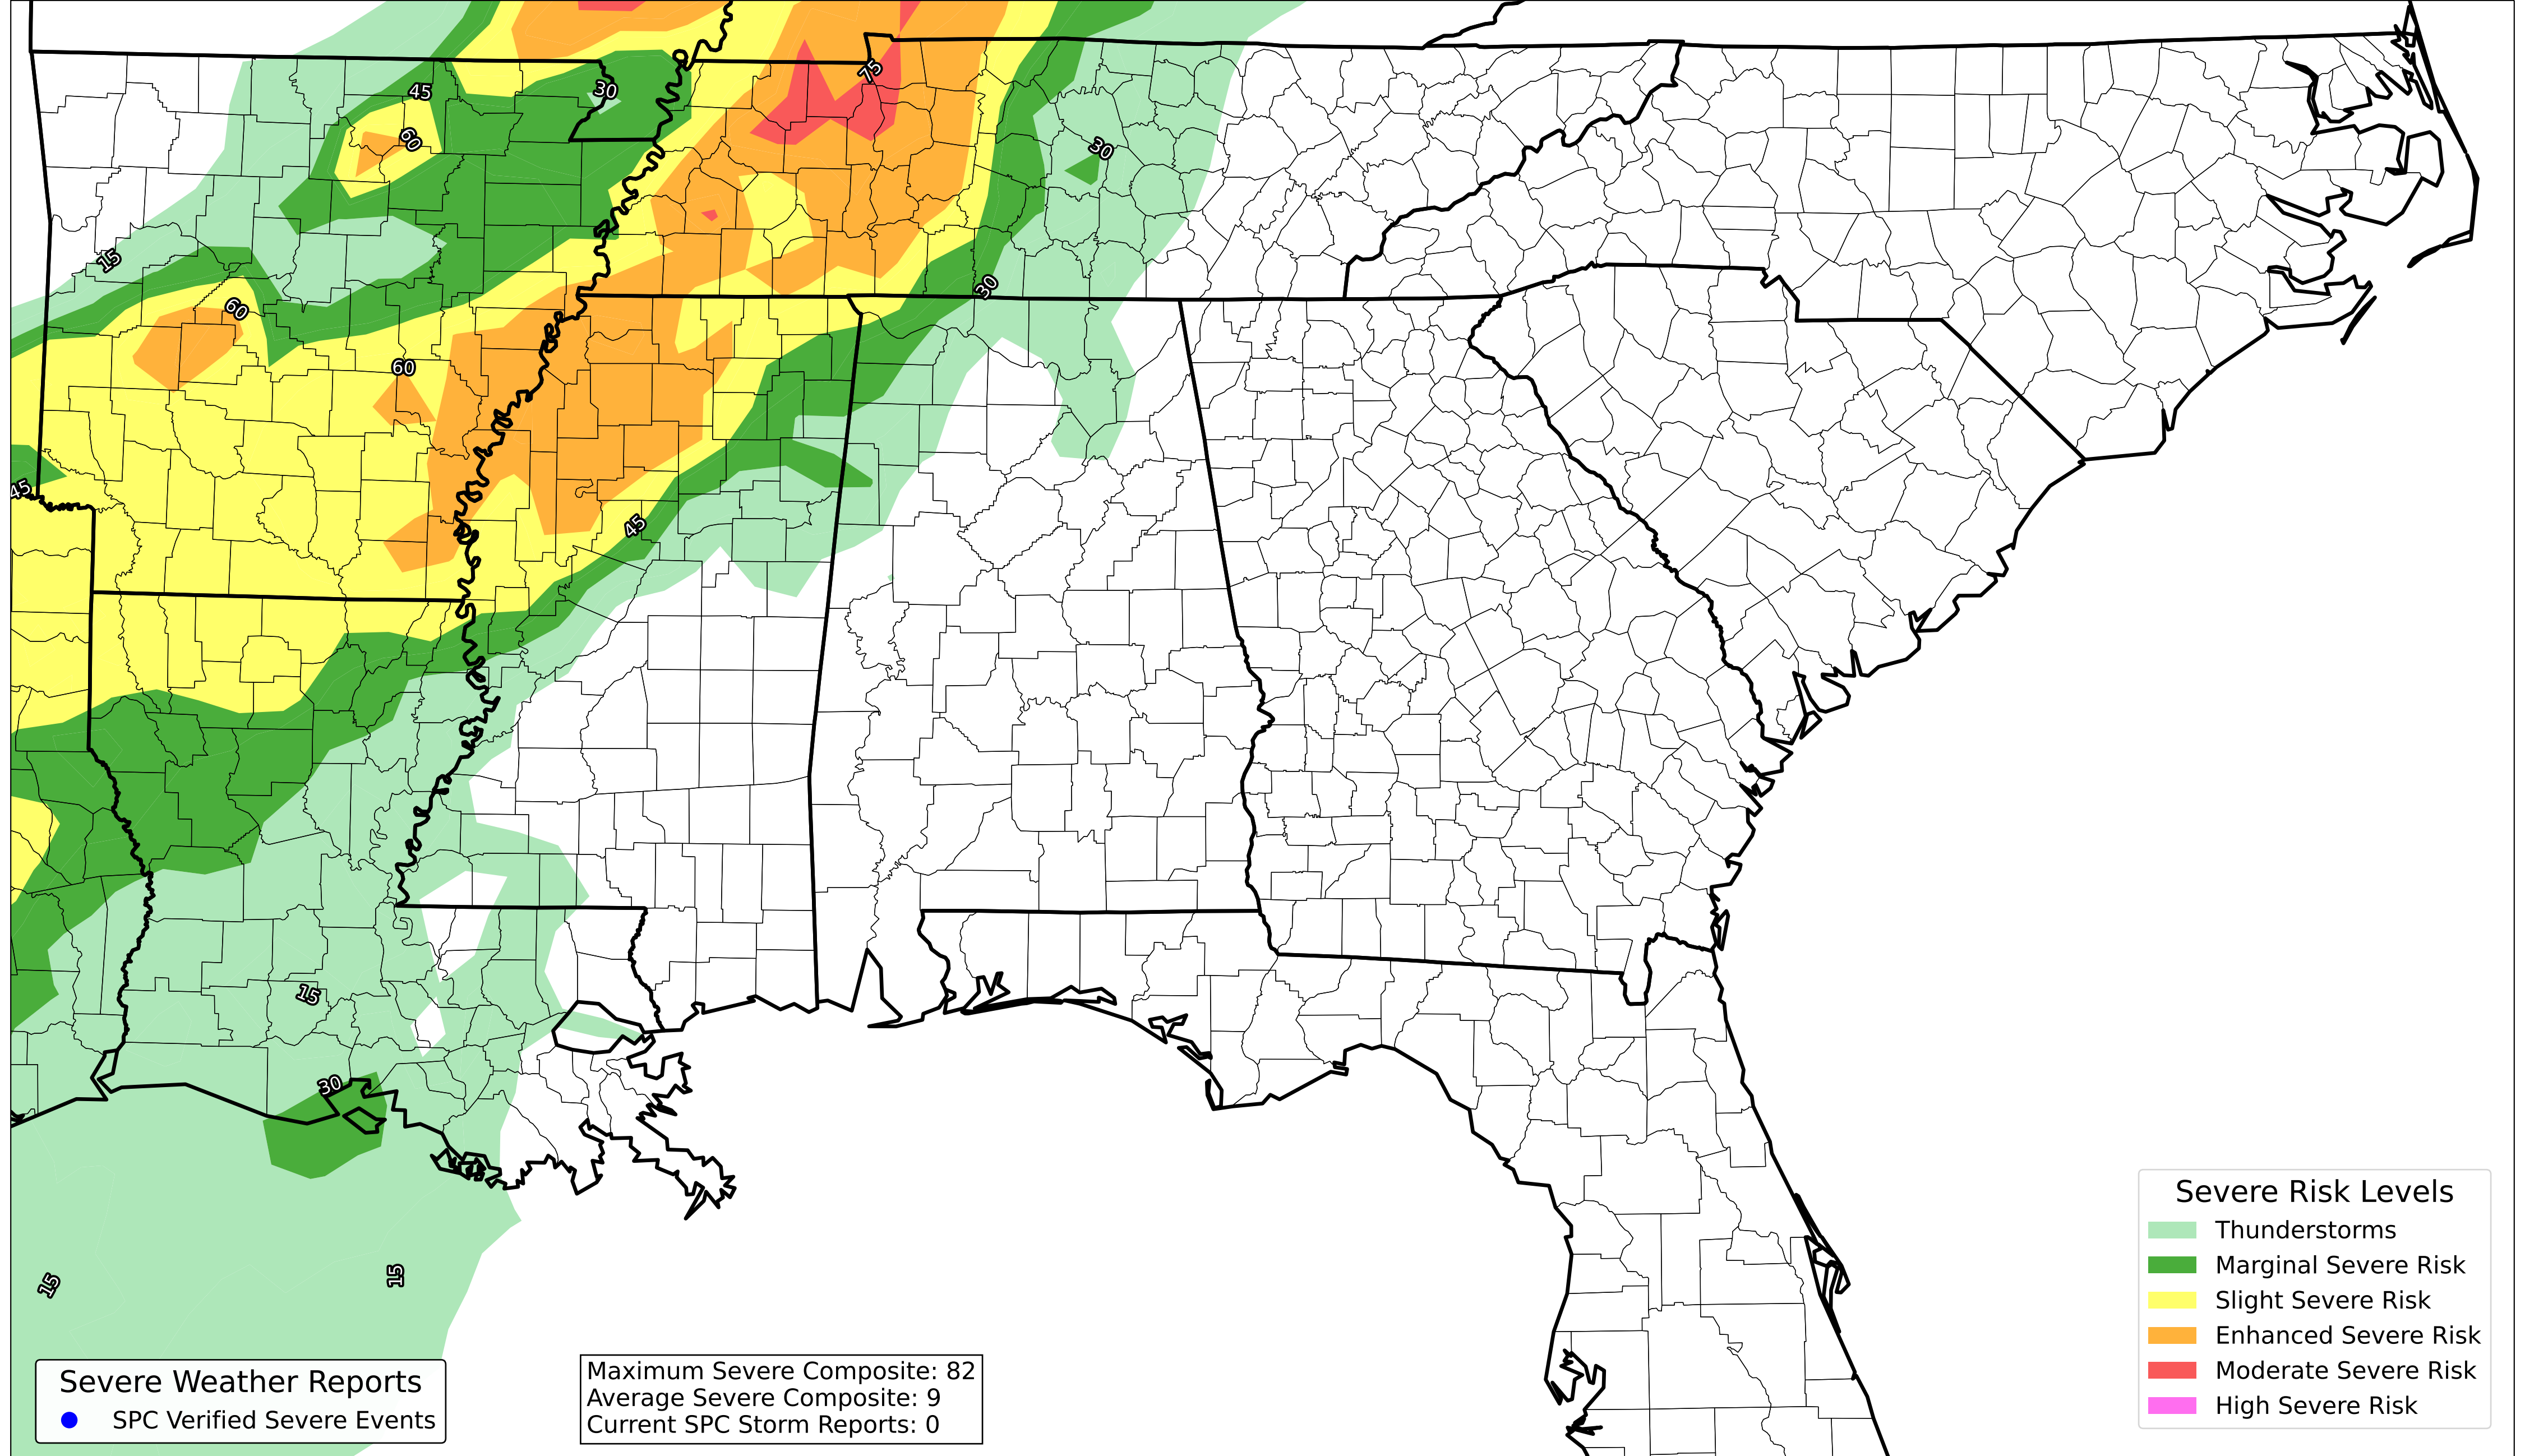 75
45
30
60
30
15
30
60
60
45
45
15
30
15
15
Severe Risk Levels
Thunderstorms
Marginal Severe Risk
Slight Severe Risk
Enhanced Severe Risk
Moderate Severe Risk
High Severe Risk
Severe Weather Reports
SPC Verified Severe Events
Maximum Severe Composite: 82
Average Severe Composite: 9
Current SPC Storm Reports: 0